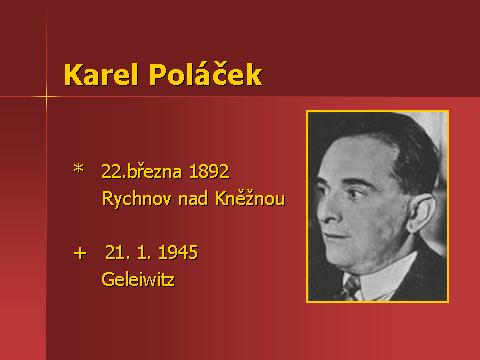 Karel Poláček
* 22.března 1892
Rychnov nad Kněžnou
+ 21. 1. 1945
Geleiwitz